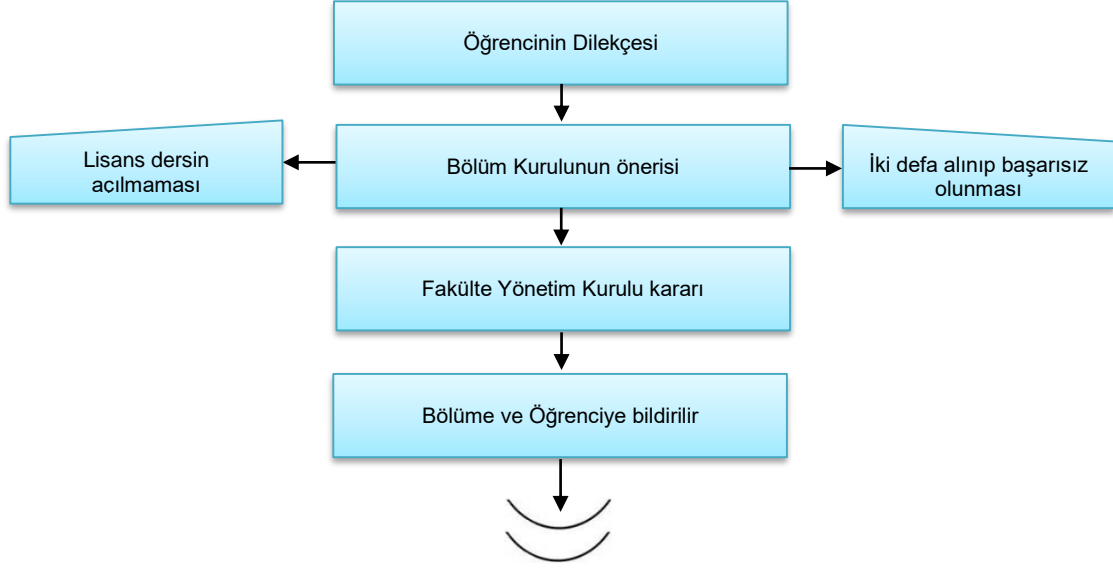 Öğrencinin Dilekçesi
Lisans dersin
açılmaması
Bölüm Kurulunun önerisi
İki defa alınıp başarısız
olunması
Fakülte Yönetim Kurulu kararı
Bölüme ve Öğrenciye bildirilir